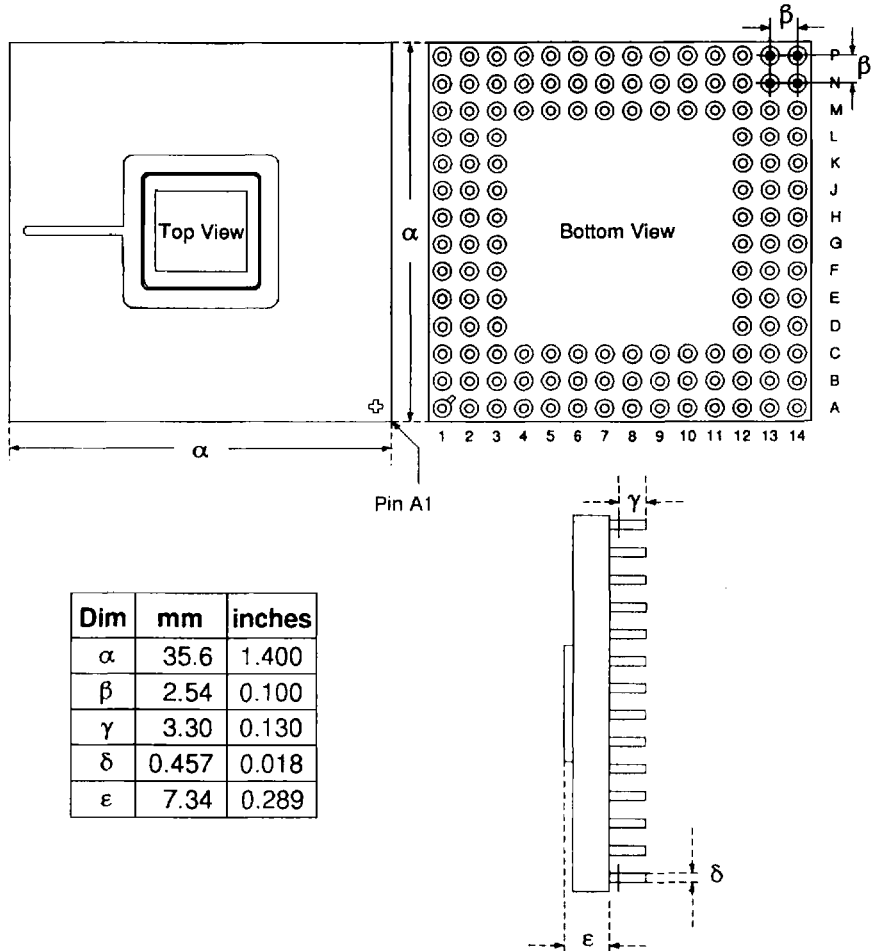 β
P
β
N
M
L
K
J
H
G
F
E
D
C
B
A
Top View
α
Bottom View
1 2 3 4 5 6 7 8 9 10 11 12 13 14
α
Pin A1
γ
Dim mm inches
α 35.6 1.400
β 2.54 0.100
γ 3.30 0.130
δ 0.457 0.018
ε 7.34 0.289
δ
ε